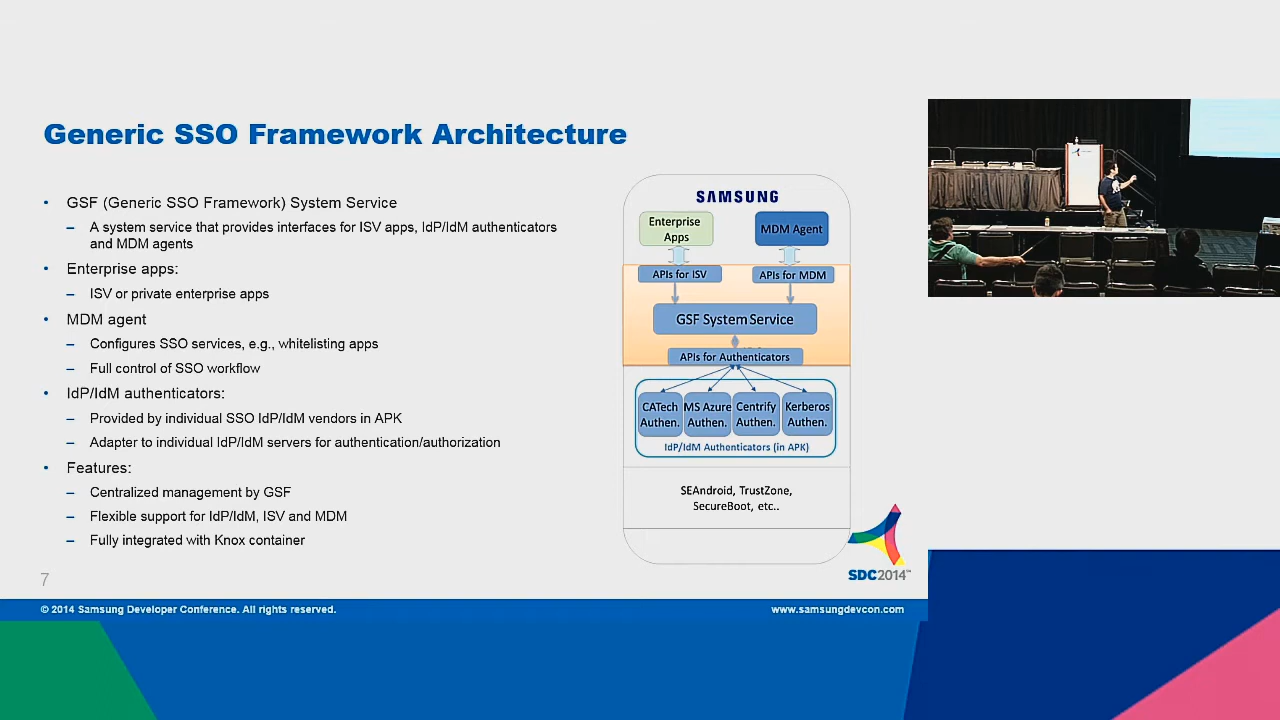 Generic SSO Framework Architecture
• GSF (Generic SSO Framework) System Service
– A system service that provides interfaces for ISV apps, IdP/IdM authenticators
and MDM agents
• Enterprise apps:
– ISV or private enterprise apps
• MDM agent
– Configures SSO services, e.g., whitelisting apps
– Full control of SSO workflow
• IdP/IdM authenticators:
– Provided by individual SSO IdP/IdM vendors in APK
– Adapter to individual IdP/IdM servers for authentication/authorization
• Features:
– Centralized management by GSF
– Flexible support for IdP/IdM, ISV and MDM
– Fully integrated with Knox container
SAMSUNG
Enterprise
Apps
MDM Agent
APIs for ISV
APIs for MDM
GSF System Service
APIs for Authenticators
CATech
Authen.
MS Azure
Authen.
Centrify
Authen.
Kerberos
Authen.
IdP/IdM Authenticators (in APK)
SEAndroid, TrustZone,
SecureBoot, etc..
SDC2014™
7
© 2014 Samsung Developer Conference. All rights reserved.
www.samsungdevcon.com